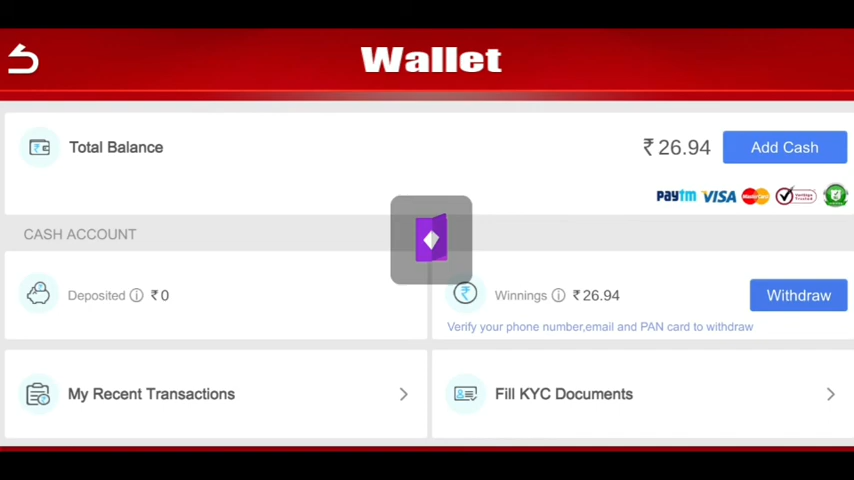 Wallet
Total Balance
₹ 26.94
Add Cash
Paytm VISA MasterCard
CASH ACCOUNT
Deposited ₹ 0
Winnings ₹ 26.94
Withdraw
Verify your phone number,email and PAN card to withdraw
My Recent Transactions
Fill KYC Documents